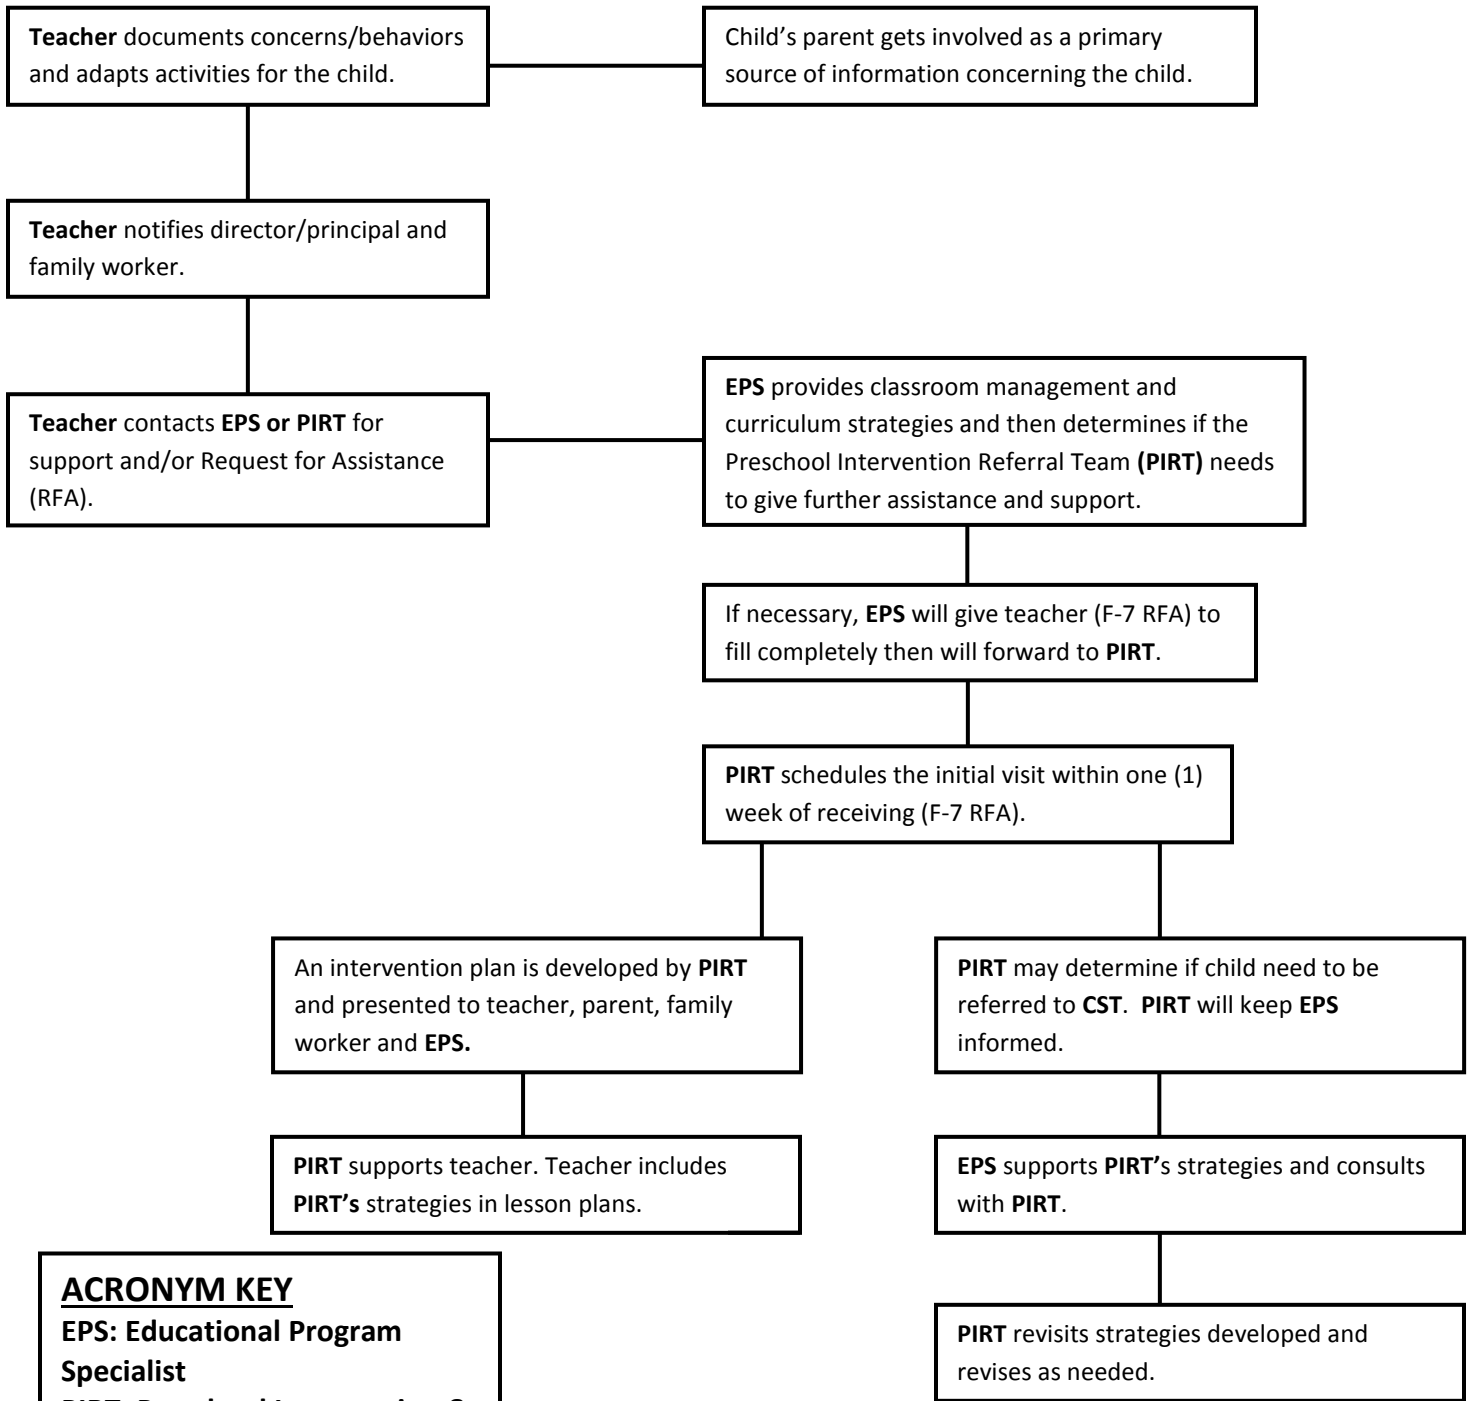 Teacher documents concerns/behaviors
and adapts activities for the child.
Child’s parent gets involved as a primary
source of information concerning the child.
Teacher notifies director/principal and
family worker.
Teacher contacts EPS or PIRT for
support and/or Request for Assistance
(RFA).
EPS provides classroom management and
curriculum strategies and then determines if the
Preschool Intervention Referral Team (PIRT) needs
to give further assistance and support.
If necessary, EPS will give teacher (F-7 RFA) to
fill completely then will forward to PIRT.
PIRT schedules the initial visit within one (1)
week of receiving (F-7 RFA).
An intervention plan is developed by PIRT
and presented to teacher, parent, family
worker and EPS.
PIRT may determine if child need to be
referred to CST.  PIRT will keep EPS
informed.
PIRT supports teacher. Teacher includes
PIRT’s strategies in lesson plans.
EPS supports PIRT’s strategies and consults
with PIRT.
PIRT revisits strategies developed and
revises as needed.
ACRONYM KEY
EPS: Educational Program
Specialist